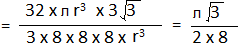 = 32 x π r³ x 3√3 / 3 x 8 x 8 x 8 x r³ = π √3 / 2 x 8